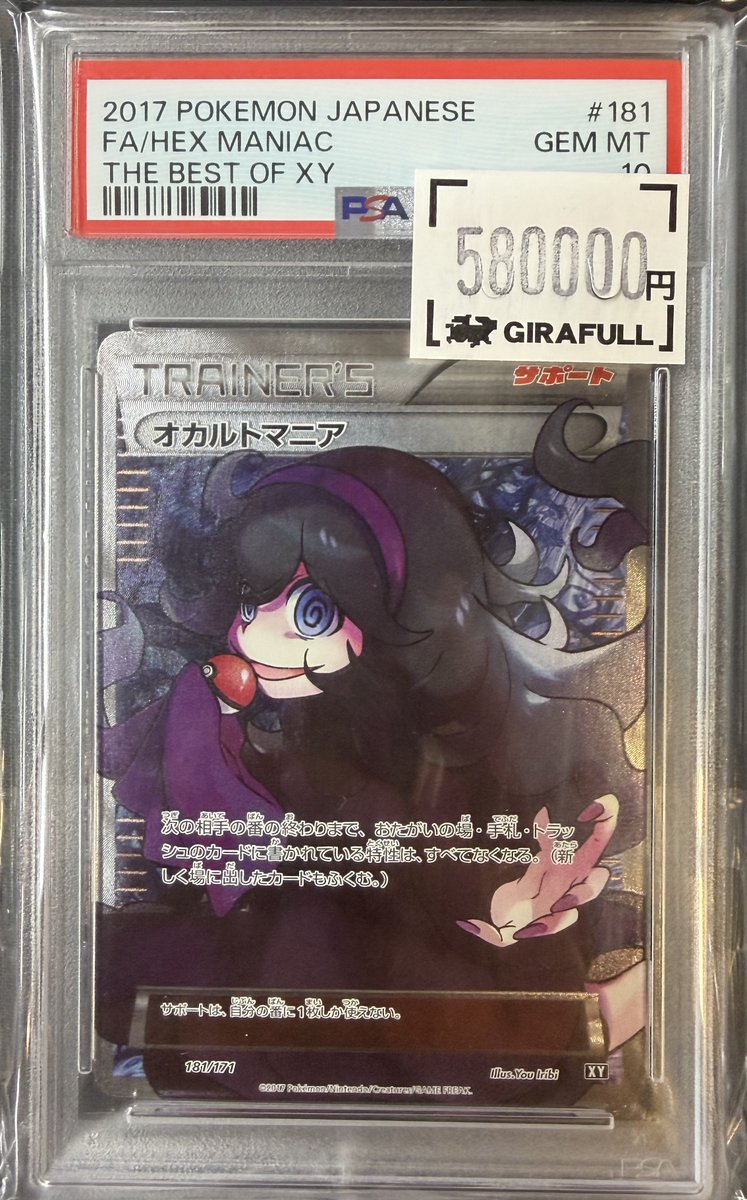 2017 POKEMON JAPANESE #181
FA/HEX MANIAC GEM MT
THE BEST OF XY 10
PSA
580000円
GIRAFULL
TRAINER'S サポート
オカルトマニア
次の相手の番の終わりまで、おたがいの場・手札・トラッ
シュのカードに書かれている特性は、すべてなくなる。(新
しく場に出したカードもふくむ。)
サポートは、自分の番に1枚しか使えない。
181/171 Illus.You Iribi XY
©2017 Pokémon/Nintendo/Creatures/GAME FREAK.
PSA